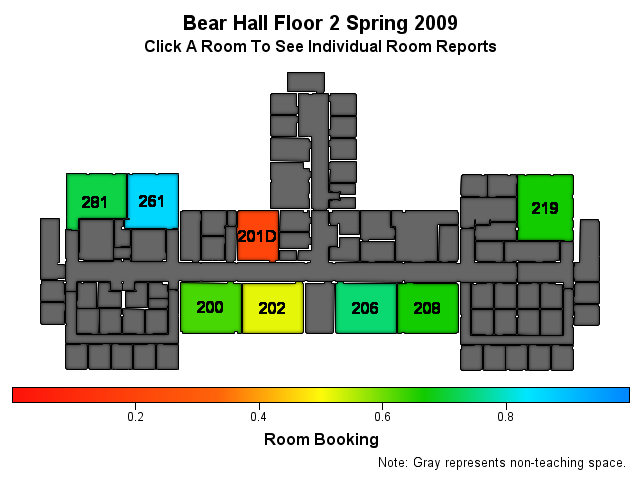 Bear Hall Floor 2 Spring 2009
Click A Room To See Individual Room Reports
281
261
219
201D
200
202
206
208
0.2
0.4
0.6
0.8
Room Booking
Note: Gray represents non-teaching space.